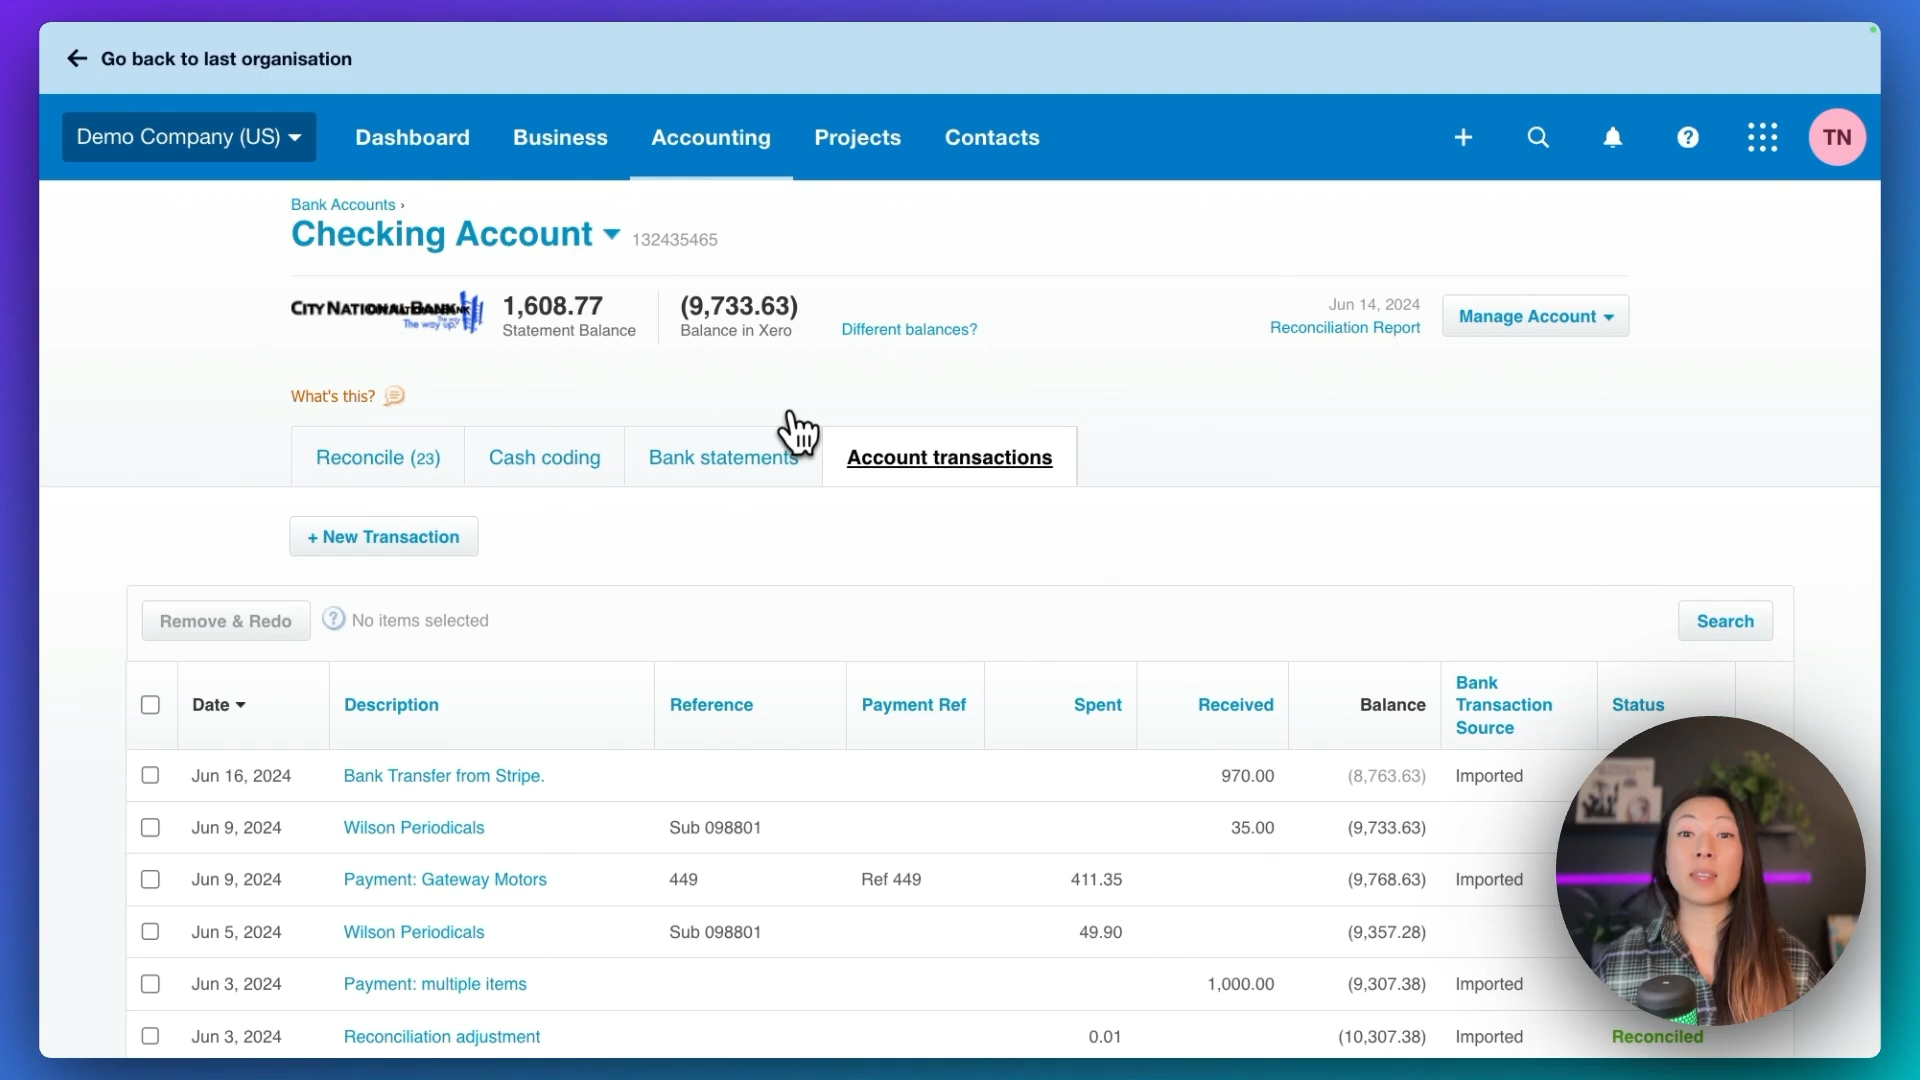 Go back to last organisation
Demo Company (US) Dashboard Business Accounting Projects Contacts TN
Bank Accounts ›
Checking Account 132435465
CITY NATIONAL BANK
The way up.
1,608.77
Statement Balance
(9,733.63)
Balance in Xero
Different balances?
Jun 14, 2024
Reconciliation Report
Manage Account
What's this?
Reconcile (23) Cash coding Bank statements Account transactions
+ New Transaction
Remove & Redo ? No items selected Search
Date Description Reference Payment Ref Spent Received Balance Bank Transaction Source Status
Jun 16, 2024 Bank Transfer from Stripe. 970.00 (8,763.63) Imported
Jun 9, 2024 Wilson Periodicals Sub 098801 35.00 (9,733.63)
Jun 9, 2024 Payment: Gateway Motors 449 Ref 449 411.35 (9,768.63) Imported
Jun 5, 2024 Wilson Periodicals Sub 098801 49.90 (9,357.28)
Jun 3, 2024 Payment: multiple items 1,000.00 (9,307.38) Imported
Jun 3, 2024 Reconciliation adjustment 0.01 (10,307.38) Imported Reconciled